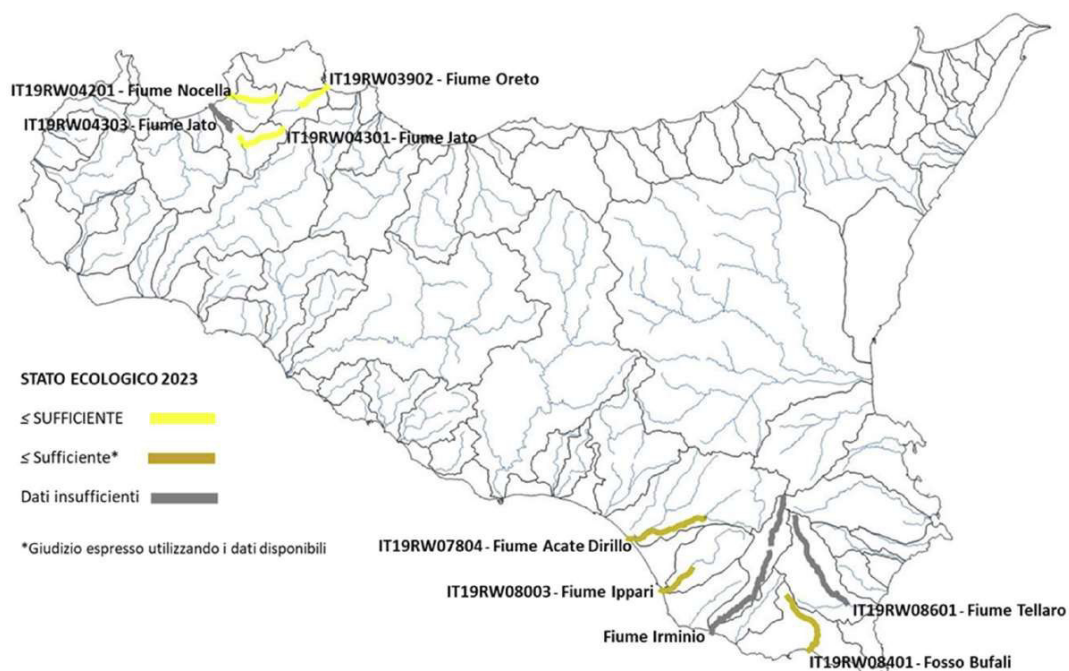 IT19RW03902 - Fiume Oreto
IT19RW04201 - Fiume Nocella
IT19RW04303 - Fiume Jato
IT19RW04301 - Fiume Jato
STATO ECOLOGICO 2023
≤ SUFFICIENTE
≤ Sufficiente*
Dati insufficienti
*Giudizio espresso utilizzando i dati disponibili
IT19RW07804 - Fiume Acate Dirillo
IT19RW08003 - Fiume Ippari
IT19RW08601 - Fiume Tellaro
Fiume Irminio
IT19RW08401 - Fosso Bufali